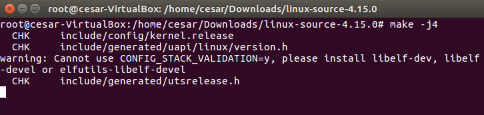 root@cesar-VirtualBox: /home/cesar/Downloads/linux-source-4.15.0
root@cesar-VirtualBox:/home/cesar/Downloads/linux-source-4.15.0# make -j4
  CHK     include/config/kernel.release
  CHK     include/generated/uapi/linux/version.h
warning: Cannot use CONFIG_STACK_VALIDATION=y, please install libelf-dev, libelf
-devel or elfutils-libelf-devel
  CHK     include/generated/utsrelease.h